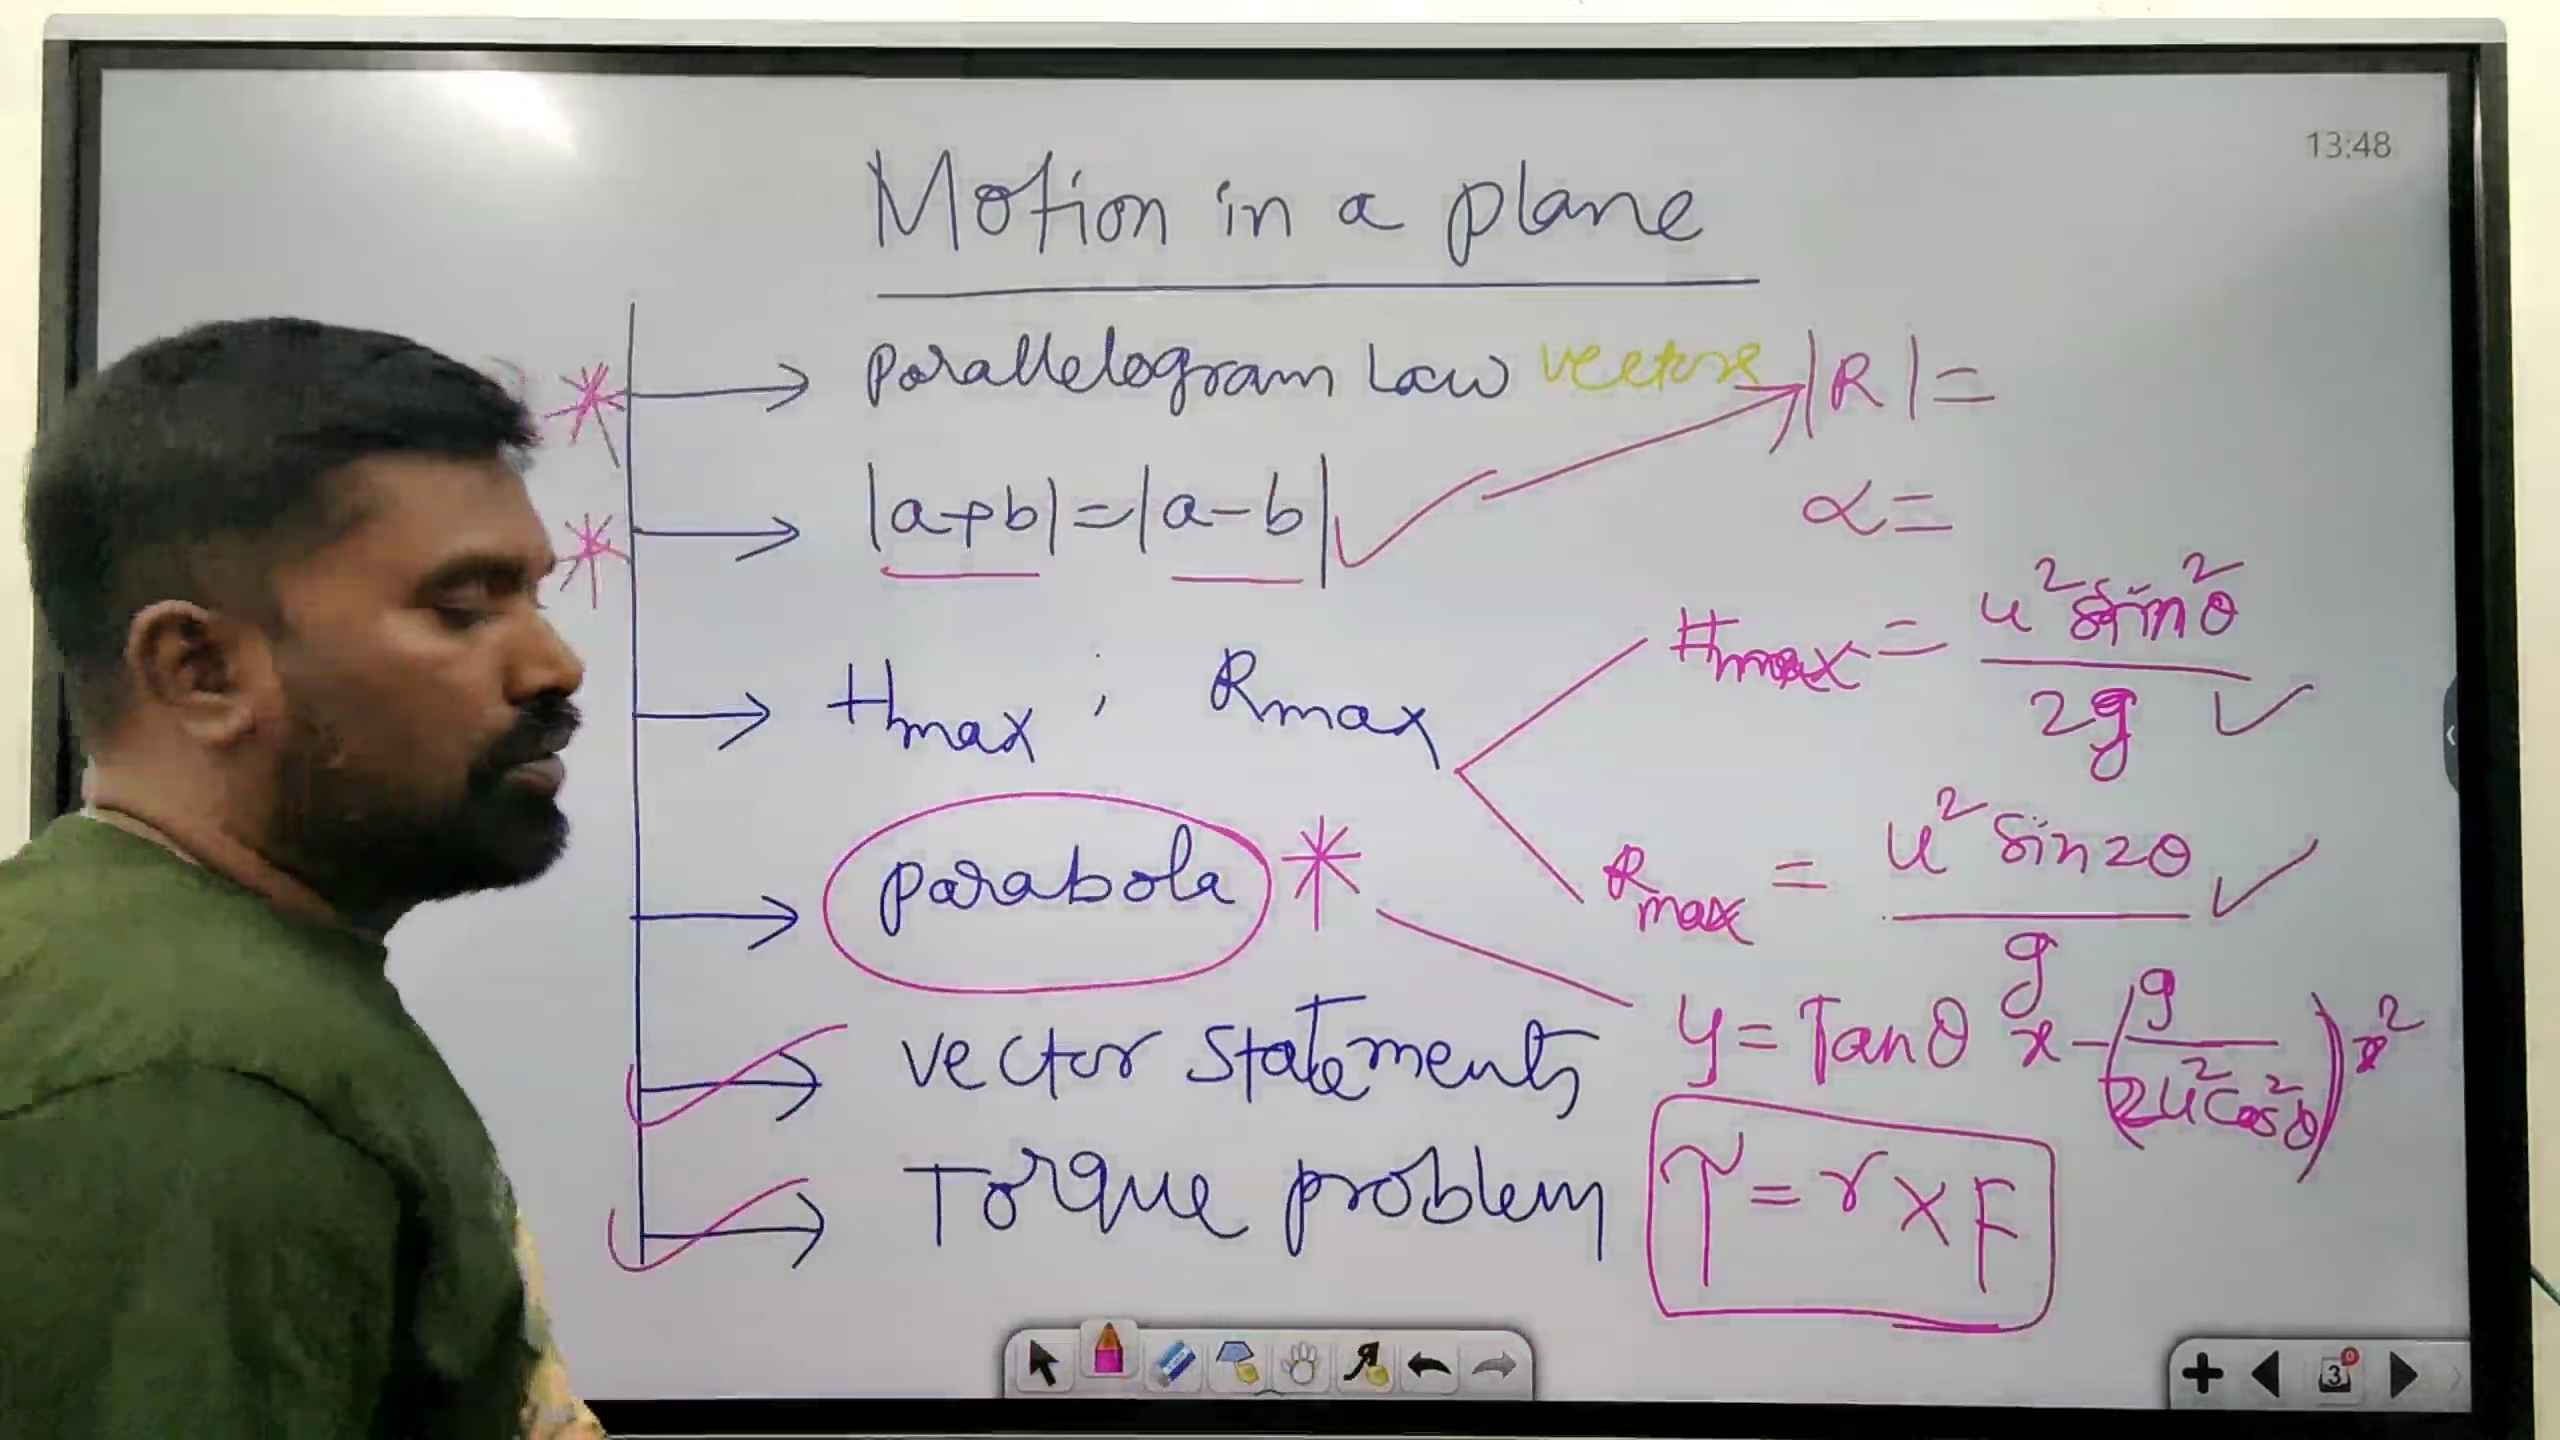 13:48
Motion in a plane
parallelogram Law vectors |R| =
|a+b| = |a-b| α =
Hmax ; Rmax Hmax = u² sin²θ / 2g
parabola Rmax = u² sin2θ / g
vector statements y = Tanθ x - (g / 2u²cos²θ) x²
Torque problem τ = r × F
3